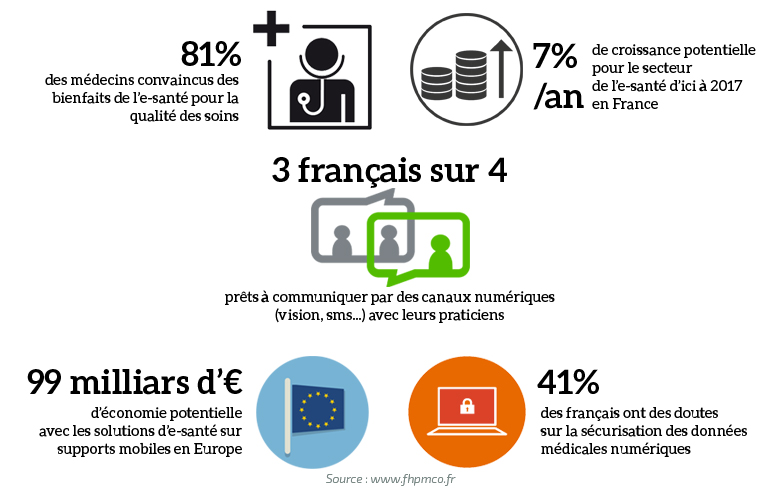 81%
des médecins convaincus des
bienfaits de l'e-santé pour la
qualité des soins
7%
/an
de croissance potentielle
pour le secteur
de l'e-santé d'ici à 2017
en France
3 français sur 4
prêts à communiquer par des canaux numériques
(vision, sms...) avec leurs praticiens
99 milliars d'€
d'économie potentielle
avec les solutions d'e-santé sur
supports mobiles en Europe
41%
des français ont des doutes
sur la sécurisation des données
médicales numériques
Source : www.fhpmco.fr